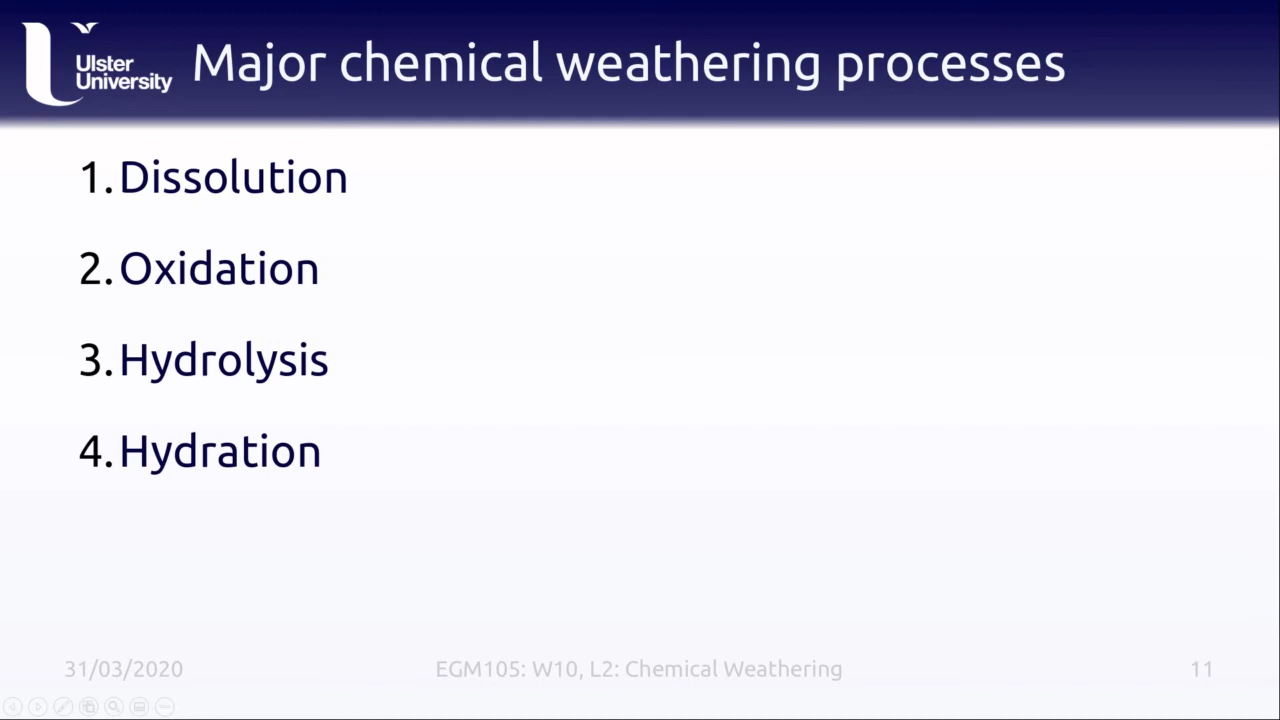 Ulster
University
Major chemical weathering processes
1. Dissolution
2. Oxidation
3. Hydrolysis
4. Hydration
31/03/2020
EGM105: W10, L2: Chemical Weathering
11